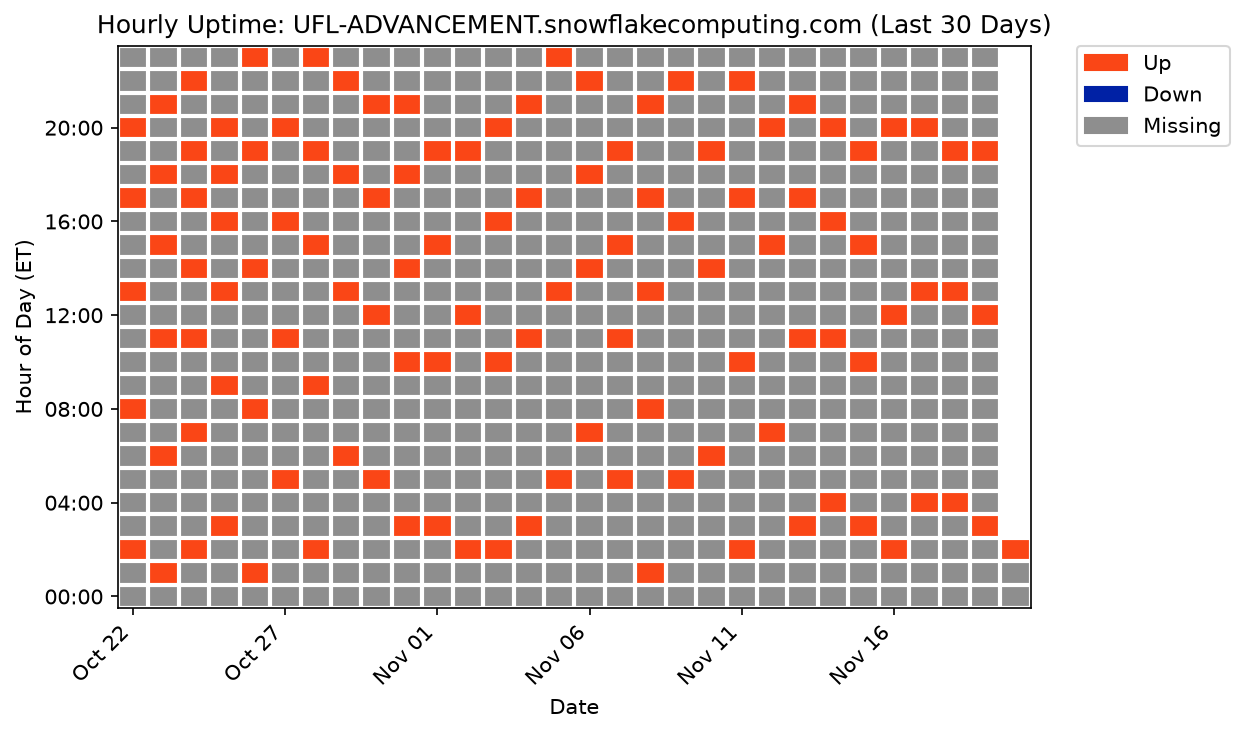 Hourly Uptime: UFL-ADVANCEMENT.snowflakecomputing.com (Last 30 Days)
Up
Down
Missing
20:00
16:00
12:00
08:00
04:00
00:00
Hour of Day (ET)
Oct 22
Oct 27
Nov 01
Nov 06
Nov 11
Nov 16
Date